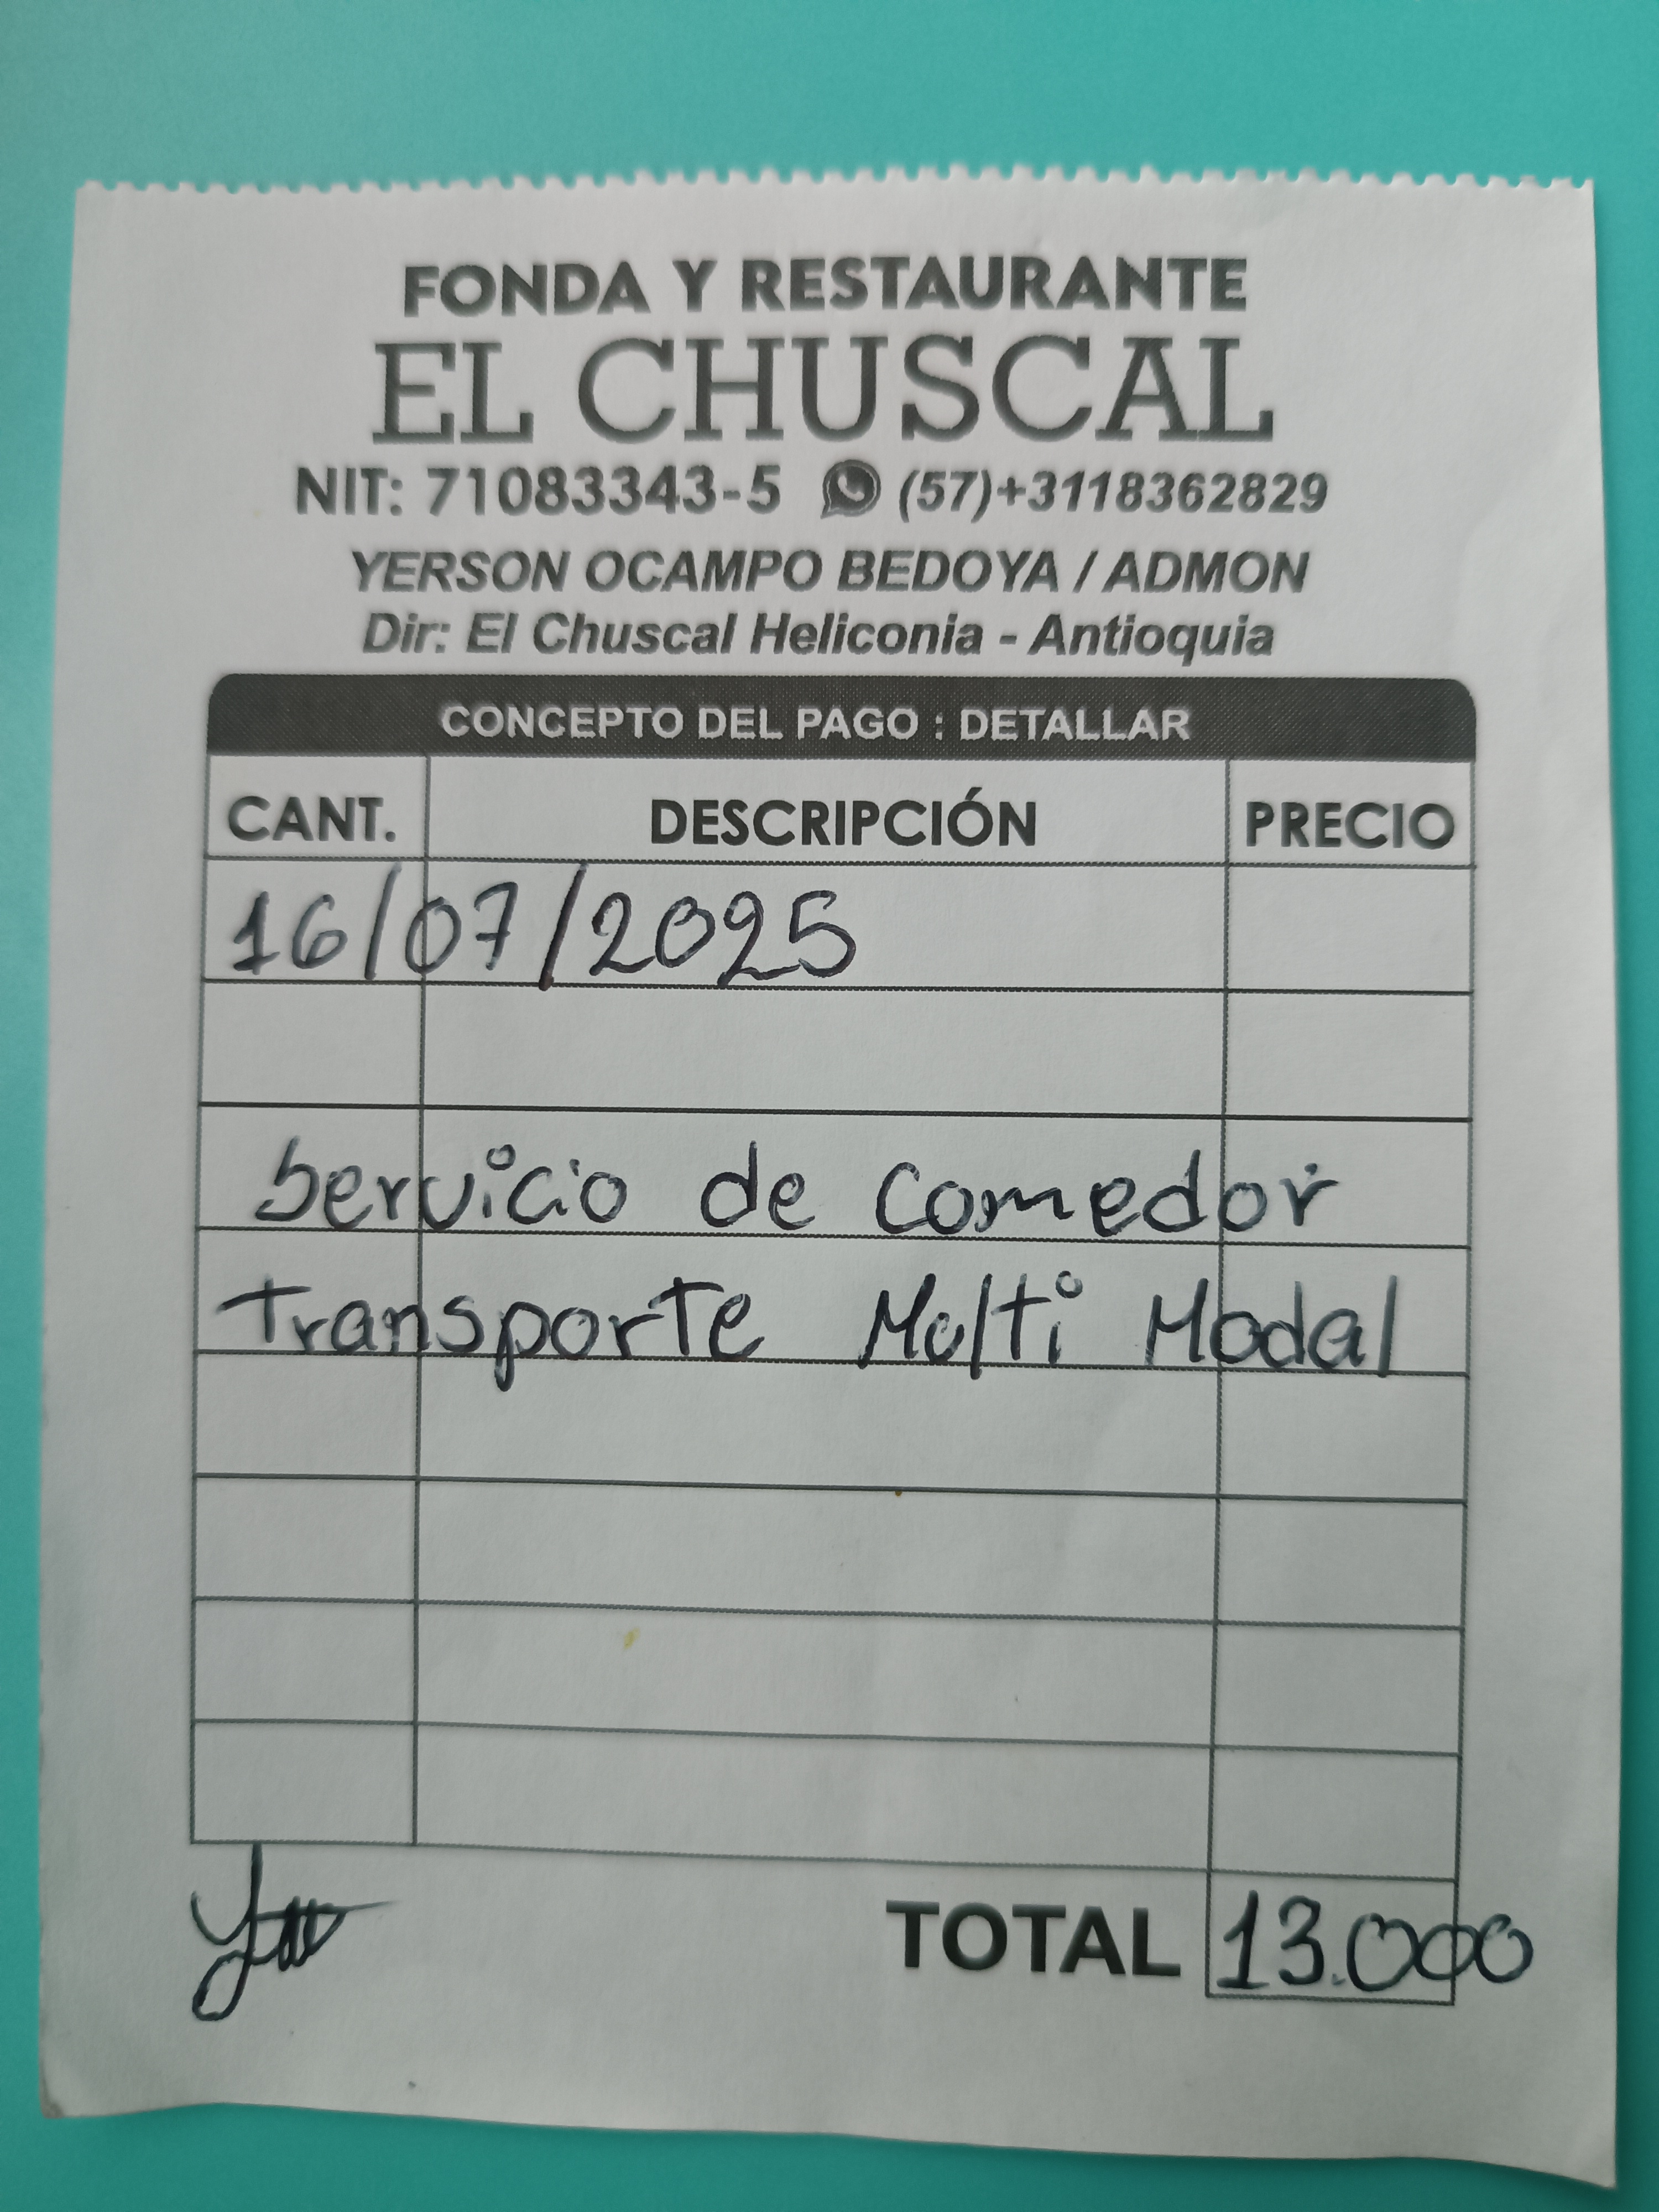 FONDA Y RESTAURANTE
EL CHUSCAL
NIT: 71083343-5 (57)+3118362829
YERSON OCAMPO BEDOYA / ADMON
Dir: El Chuscal Heliconia - Antioquia
CONCEPTO DEL PAGO : DETALLAR
CANT. DESCRIPCIÓN PRECIO
16/07/2025
Servicio de comedor
Transporte Multi Modal
TOTAL 13.000